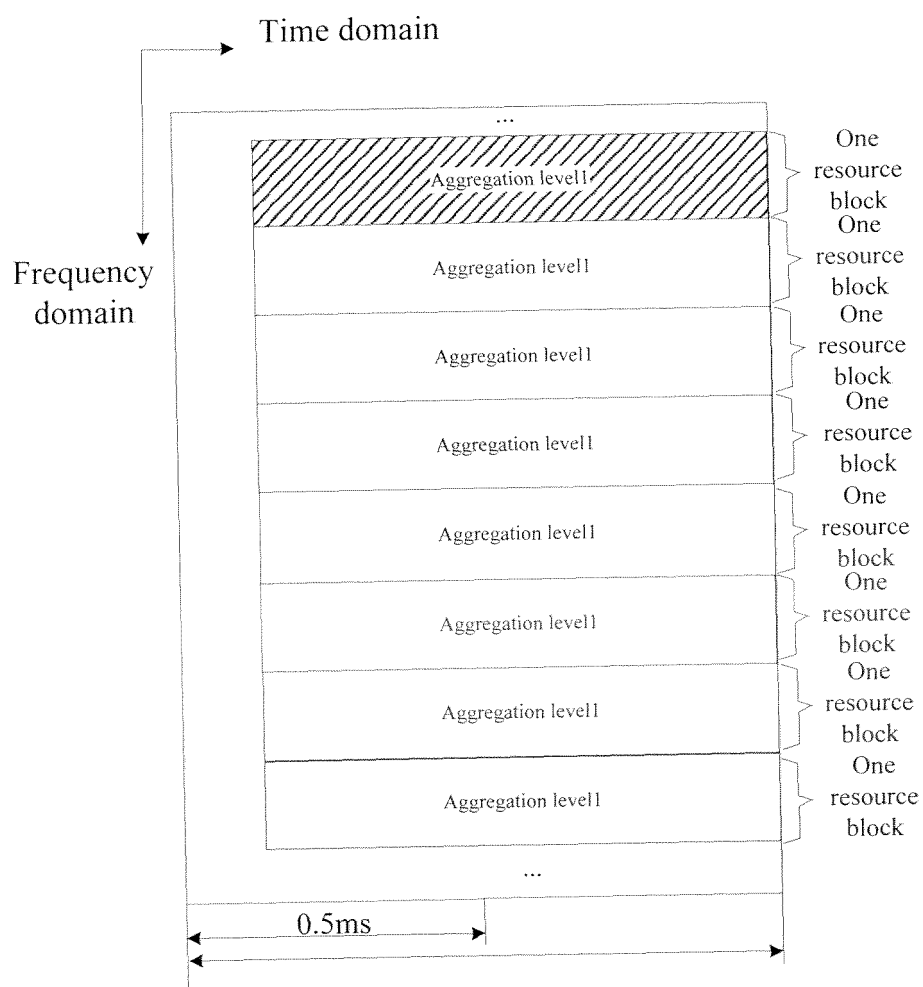 Time domain
Frequency
domain
...
Aggregation level1
One
resource
block
Aggregation level1
One
resource
block
Aggregation level1
One
resource
block
Aggregation level1
One
resource
block
Aggregation level1
One
resource
block
Aggregation level1
One
resource
block
Aggregation level1
One
resource
block
Aggregation level1
One
resource
block
...
0.5ms